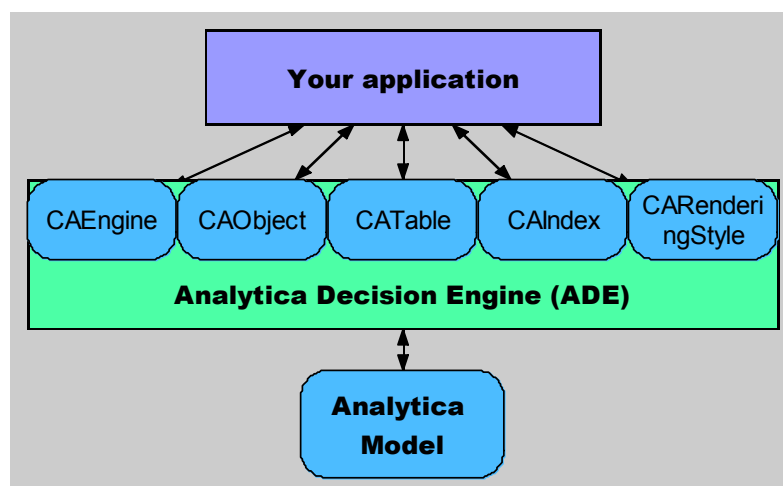 Your application
CAEngine
CAObject
CATable
CAIndex
CARenderi
ngStyle
Analytica Decision Engine (ADE)
Analytica
Model